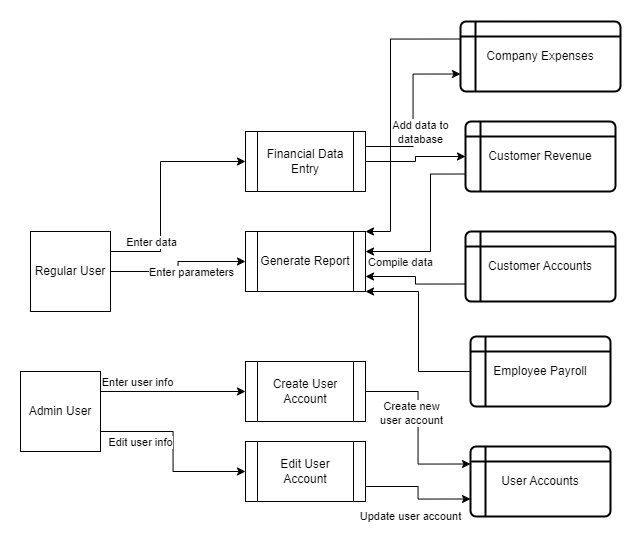 Company Expenses
Add data to
database
Financial Data
Entry
Customer Revenue
Enter data
Regular User
Enter parameters
Generate Report
Compile data
Customer Accounts
Employee Payroll
Admin User
Enter user info
Create User
Account
Create new
user account
Edit user info
Edit User
Account
User Accounts
Update user account